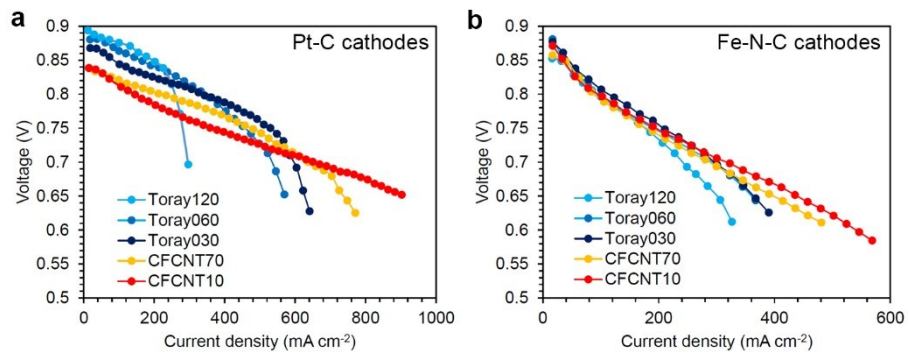 a
Pt-C cathodes
0.9
0.85
0.8
0.75
0.7
0.65
0.6
0.55
0.5
Voltage (V)
Toray120
Toray060
Toray030
CFCNT70
CFCNT10
0
200
400
600
800
1000
Current density (mA cm-2)
b
Fe-N-C cathodes
0.9
0.85
0.8
0.75
0.7
0.65
0.6
0.55
0.5
Voltage (V)
Toray120
Toray060
Toray030
CFCNT70
CFCNT10
0
200
400
600
Current density (mA cm-2)